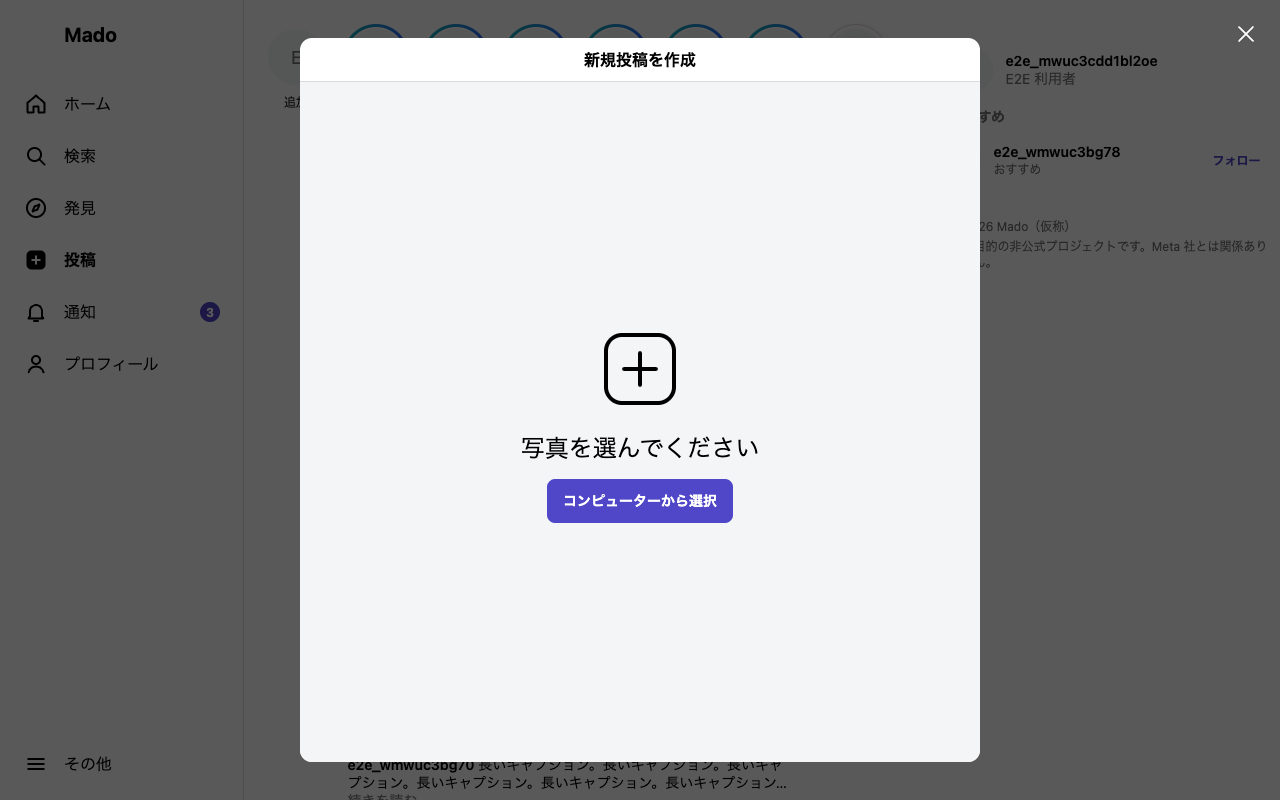 Mado
ホーム
検索
発見
投稿
通知
3
プロフィール
その他
新規投稿を作成
写真を選んでください
コンピューターから選択
e2e_mwuc3cdd1bl2oe
E2E 利用者
e2e_wmwuc3bg78
おすすめ
フォロー
26 Mado（仮称）
目的の非公式プロジェクトです。Meta 社とは関係あり
e2e_wmwuc3bg70 長いキャプション。長いキャプション。長いキャ
プション。長いキャプション。長いキャプション。長いキャプション...
続きを読む